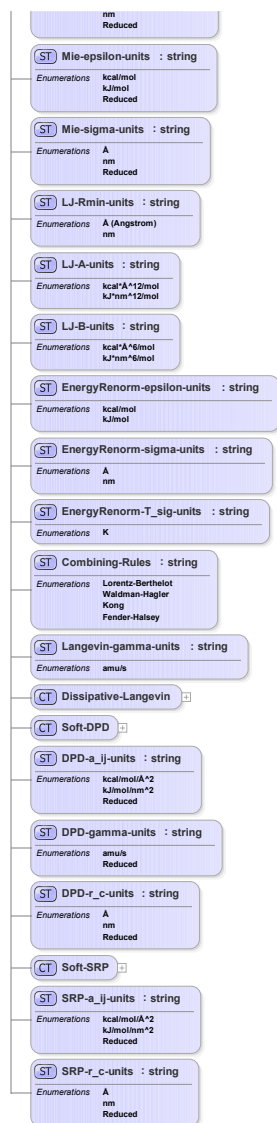 nm
Reduced
ST Mie-epsilon-units : string
Enumerations kcal/mol
kJ/mol
Reduced
ST Mie-sigma-units : string
Enumerations Å
nm
Reduced
ST LJ-Rmin-units : string
Enumerations Å (Angstrom)
nm
ST LJ-A-units : string
Enumerations kcal*Å^12/mol
kJ*nm^12/mol
ST LJ-B-units : string
Enumerations kcal*Å^6/mol
kJ*nm^6/mol
ST EnergyRenorm-epsilon-units : string
Enumerations kcal/mol
kJ/mol
ST EnergyRenorm-sigma-units : string
Enumerations Å
nm
ST EnergyRenorm-T_sig-units : string
Enumerations K
ST Combining-Rules : string
Enumerations Lorentz-Berthelot
Waldman-Hagler
Kong
Fender-Halsey
ST Langevin-gamma-units : string
Enumerations amu/s
CT Dissipative-Langevin
CT Soft-DPD
ST DPD-a_ij-units : string
Enumerations kcal/mol/Å^2
kJ/mol/nm^2
Reduced
ST DPD-gamma-units : string
Enumerations amu/s
Reduced
ST DPD-r_c-units : string
Enumerations Å
nm
Reduced
CT Soft-SRP
ST SRP-a_ij-units : string
Enumerations kcal/mol/Å^2
kJ/mol/nm^2
Reduced
ST SRP-r_c-units : string
Enumerations Å
nm
Reduced